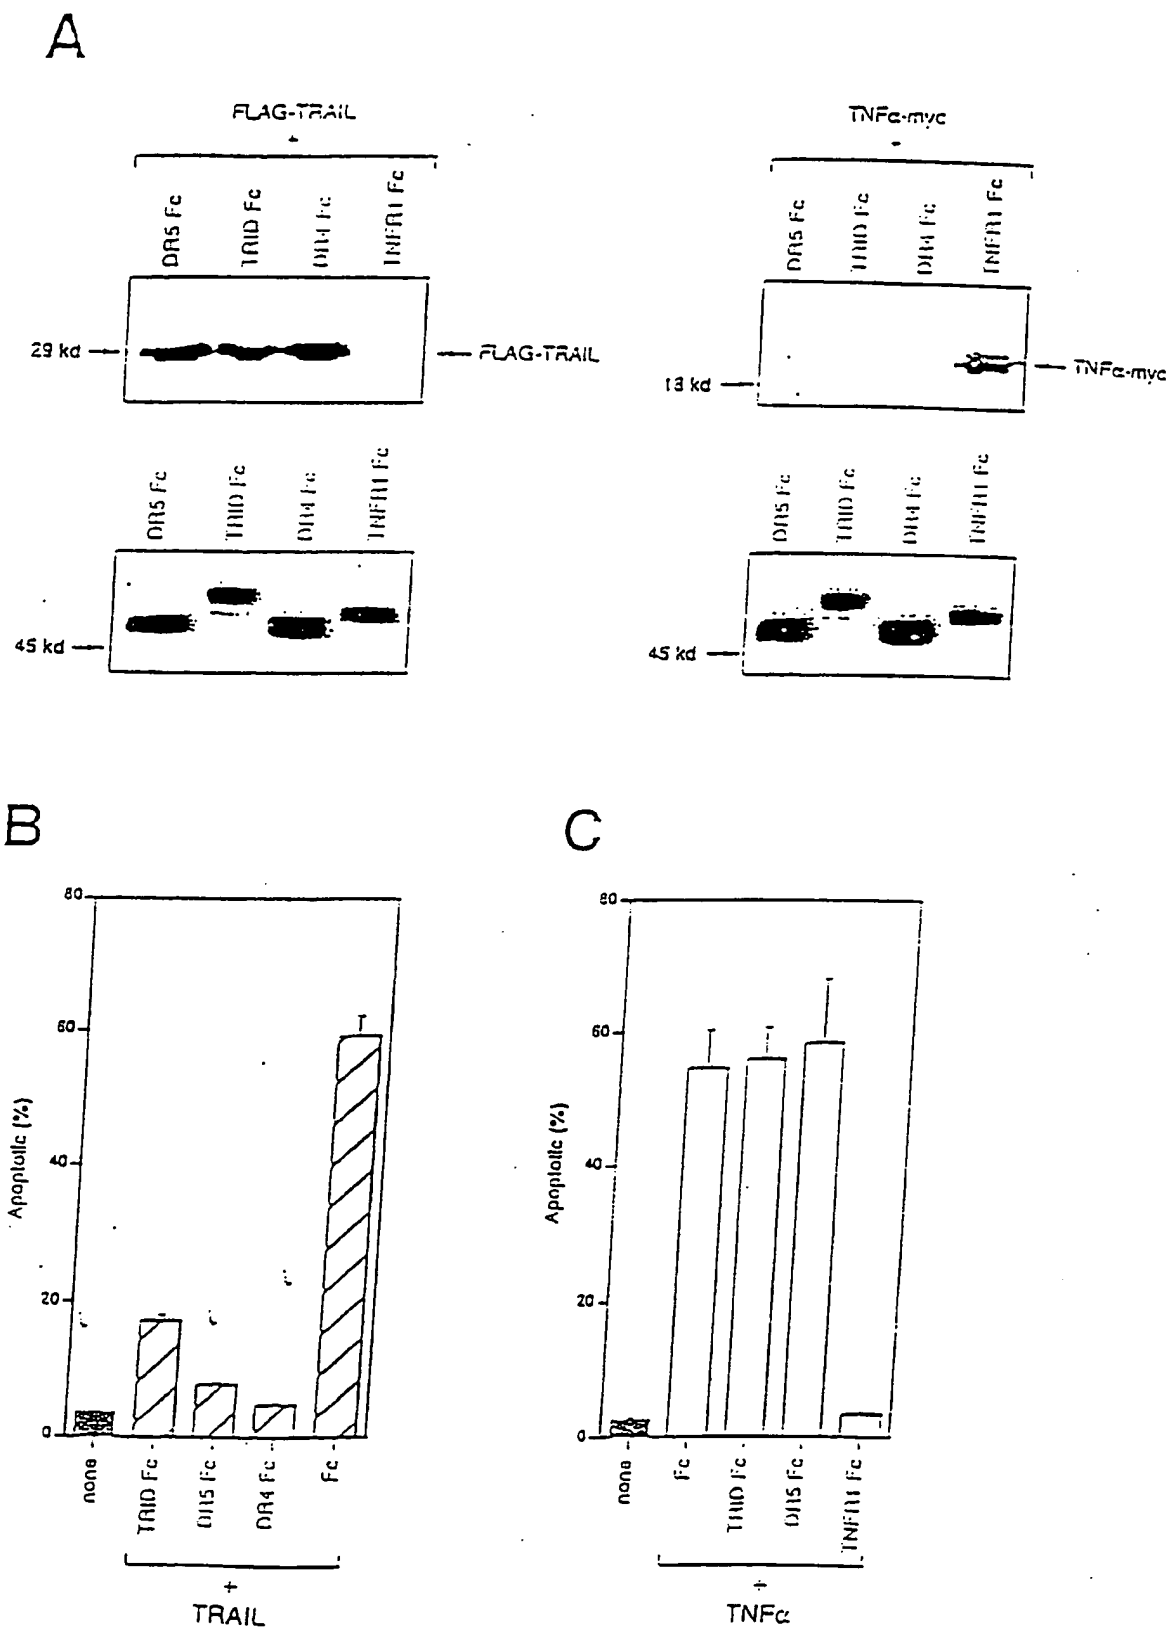 A
FLAG-TRAIL
+
DR5 Fc
TRID Fc
DR4 Fc
TNFR1 Fc
29 kd
FLAG-TRAIL
TNFα-myc
DR5 Fc
TRID Fc
DR4 Fc
TNFR1 Fc
18 kd
TNFα-myc
DR5 Fc
TRID Fc
DR4 Fc
TNFR1 Fc
45 kd
DR5 Fc
TRID Fc
DR4 Fc
TNFR1 Fc
45 kd
B
Apoptotic (%)
80
60
40
20
0
none
TRID Fc
DR5 Fc
DR4 Fc
Fc
+
TRAIL
C
Apoptotic (%)
80
60
40
20
0
none
Fc
TRID Fc
DR5 Fc
TNFR1 Fc
+
TNFα